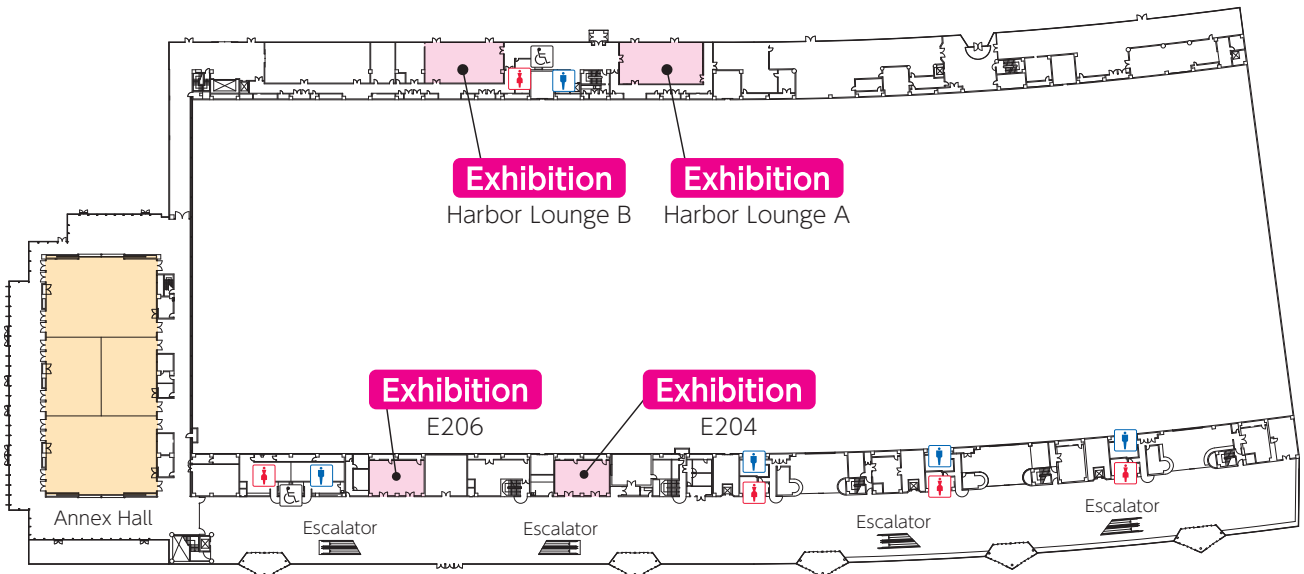 Exhibition
Harbor Lounge B
Exhibition
Harbor Lounge A
Exhibition
E206
Exhibition
E204
Annex Hall
Escalator
Escalator
Escalator
Escalator